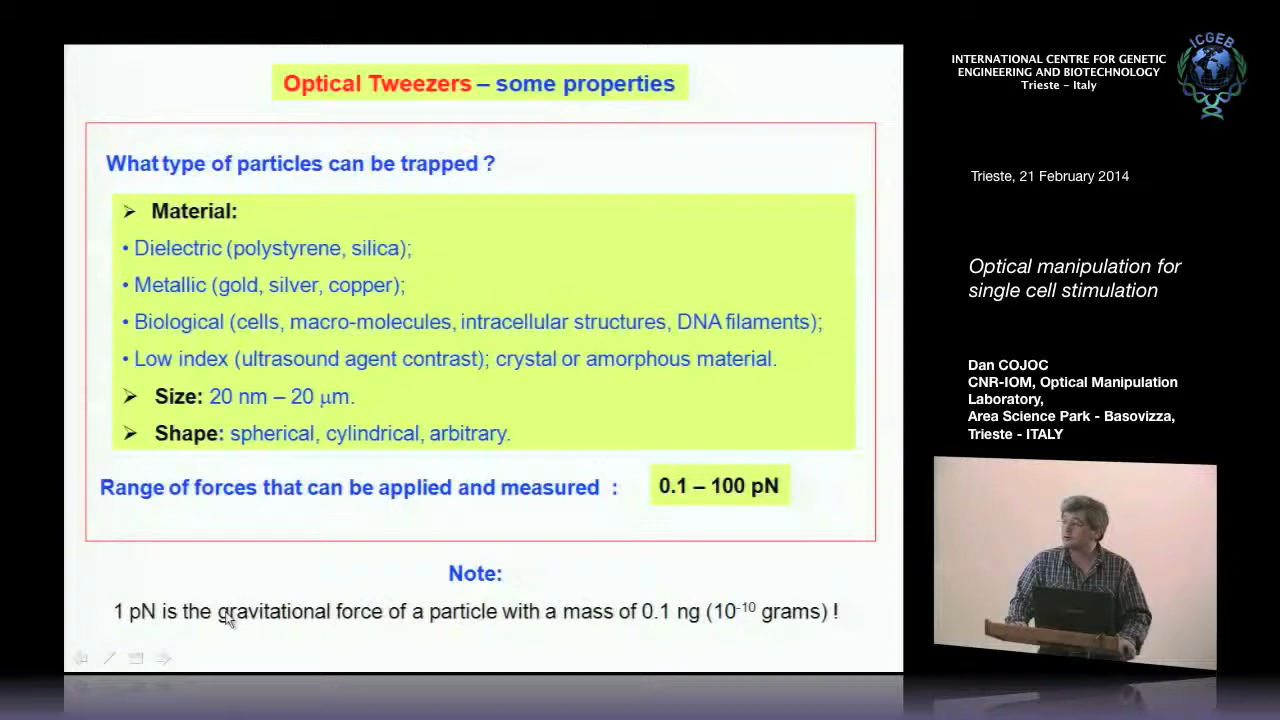 Optical Tweezers – some properties
What type of particles can be trapped ?
➢ Material:
• Dielectric (polystyrene, silica);
• Metallic (gold, silver, copper);
• Biological (cells, macro-molecules, intracellular structures, DNA filaments);
• Low index (ultrasound agent contrast); crystal or amorphous material.
➢ Size: 20 nm – 20 μm.
➢ Shape: spherical, cylindrical, arbitrary.
Range of forces that can be applied and measured :
0.1 – 100 pN
Note:
1 pN is the gravitational force of a particle with a mass of 0.1 ng (10⁻¹⁰ grams) !
INTERNATIONAL CENTRE FOR GENETIC
ENGINEERING AND BIOTECHNOLOGY
Trieste - Italy
ICGEB
Trieste, 21 February 2014
Optical manipulation for
single cell stimulation
Dan COJOC
CNR-IOM, Optical Manipulation
Laboratory,
Area Science Park - Basovizza,
Trieste - ITALY